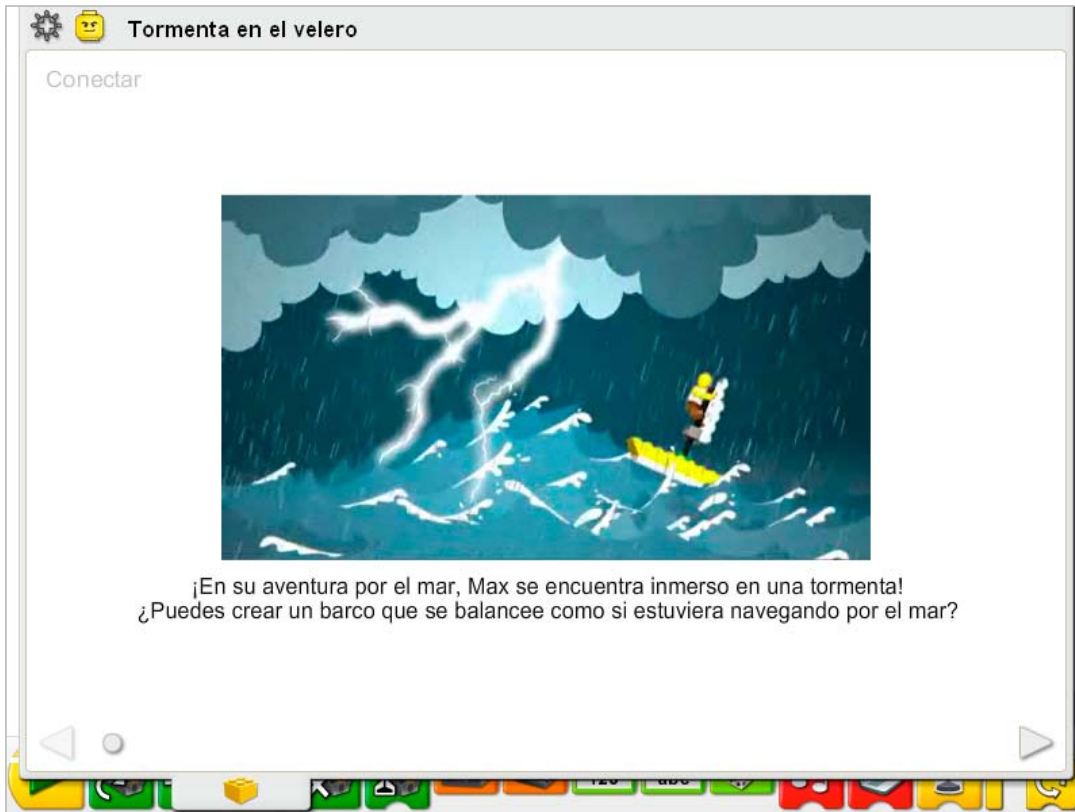 Tormenta en el velero
Conectar
¡En su aventura por el mar, Max se encuentra inmerso en una tormenta!
¿Puedes crear un barco que se balancee como si estuviera navegando por el mar?